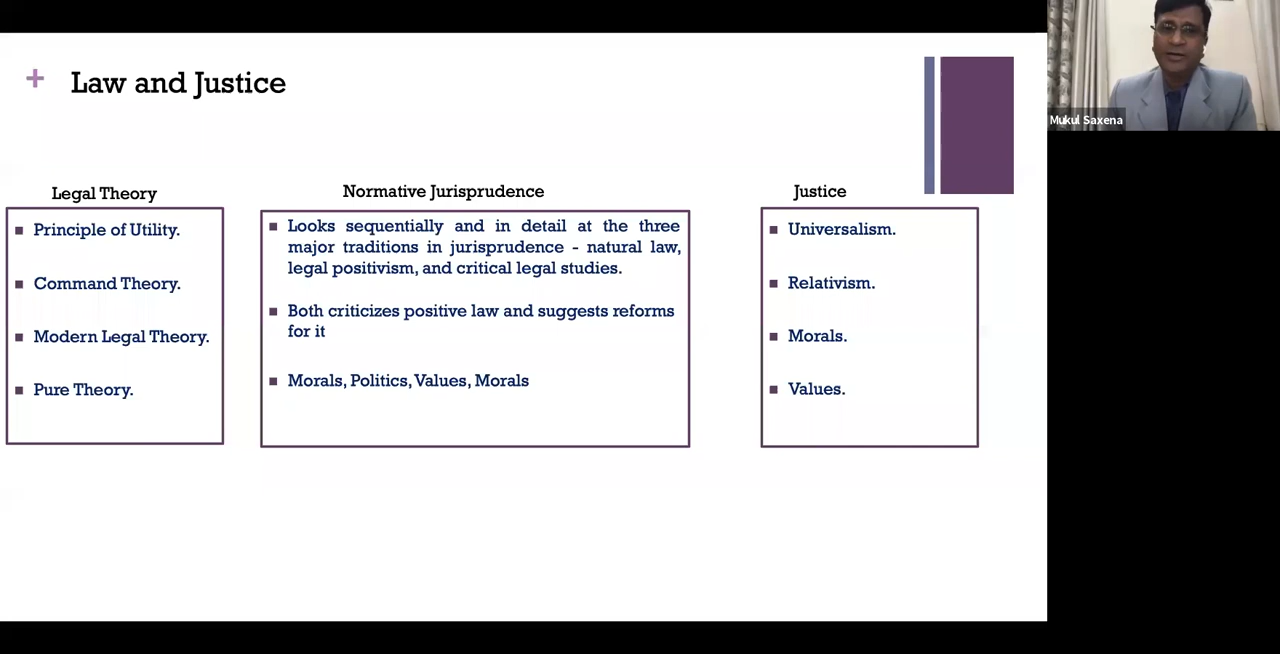 + Law and Justice
Mukul Saxena
Legal Theory
Principle of Utility.
Command Theory.
Modern Legal Theory.
Pure Theory.
Normative Jurisprudence
Looks sequentially and in detail at the three
major traditions in jurisprudence - natural law,
legal positivism, and critical legal studies.
Both criticizes positive law and suggests reforms
for it
Morals, Politics, Values, Morals
Justice
Universalism.
Relativism.
Morals.
Values.